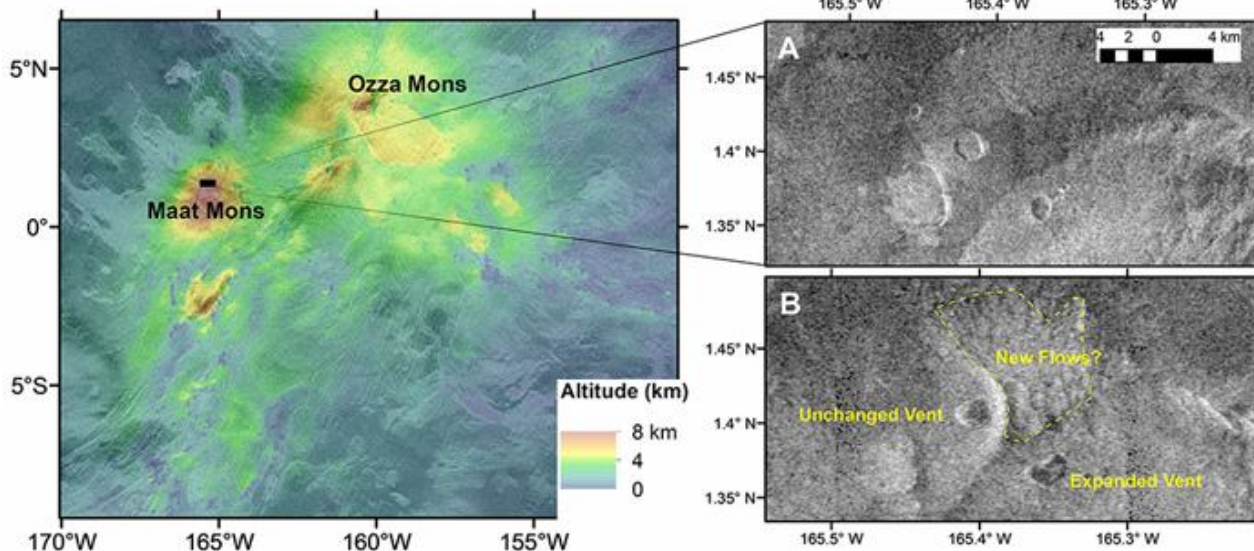 5°N
0°
5°S
170°W
165°W
160°W
155°W
Ozza Mons
Maat Mons
Altitude (km)
8 km
4
0
165.5° W
165.4° W
165.3° W
A
4 2 0 4 km
1.45° N
1.4° N
1.35° N
B
New Flows?
Unchanged Vent
Expanded Vent
1.45° N
1.4° N
1.35° N
165.5° W
165.4° W
165.3° W